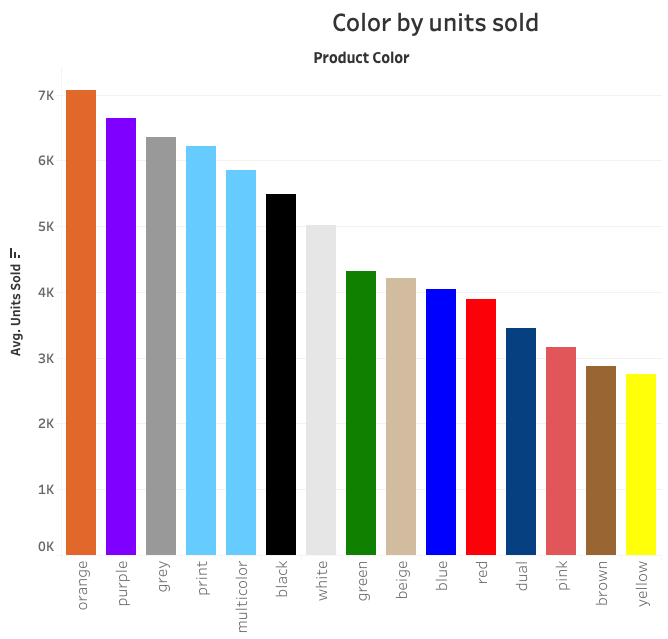 Color by units sold
Product Color
Avg. Units Sold
7K
6K
5K
4K
3K
2K
1K
0K
orange
purple
grey
print
multicolor
black
white
green
beige
blue
red
dual
pink
brown
yellow